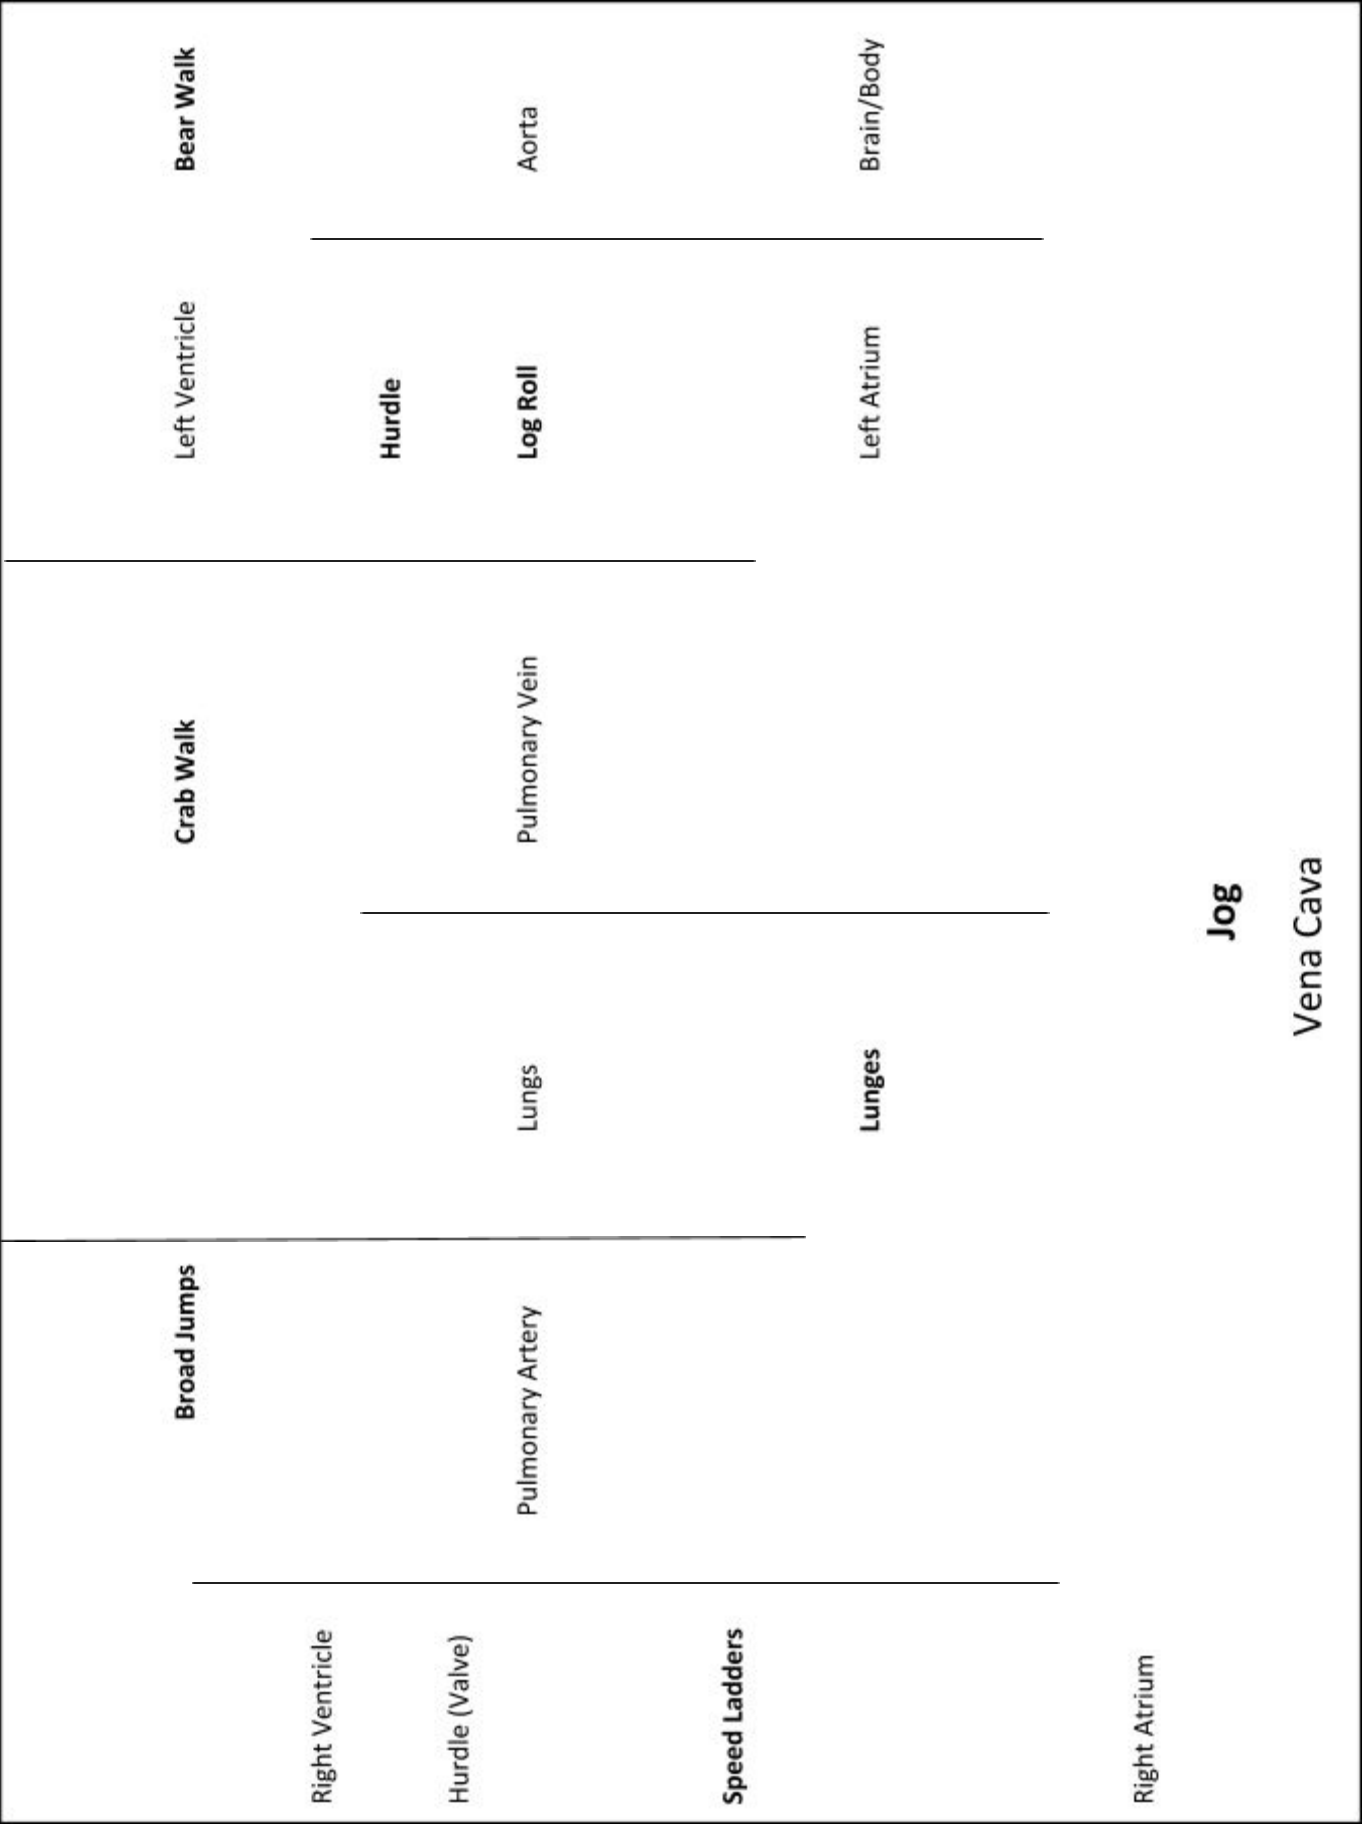 Broad Jumps Crab Walk Left Ventricle Bear Walk
Right Ventricle
Hurdle
Hurdle (Valve)
Pulmonary Artery Lungs Pulmonary Vein Log Roll Aorta
Speed Ladders
Lunges Left Atrium Brain/Body
Right Atrium
Jog
Vena Cava